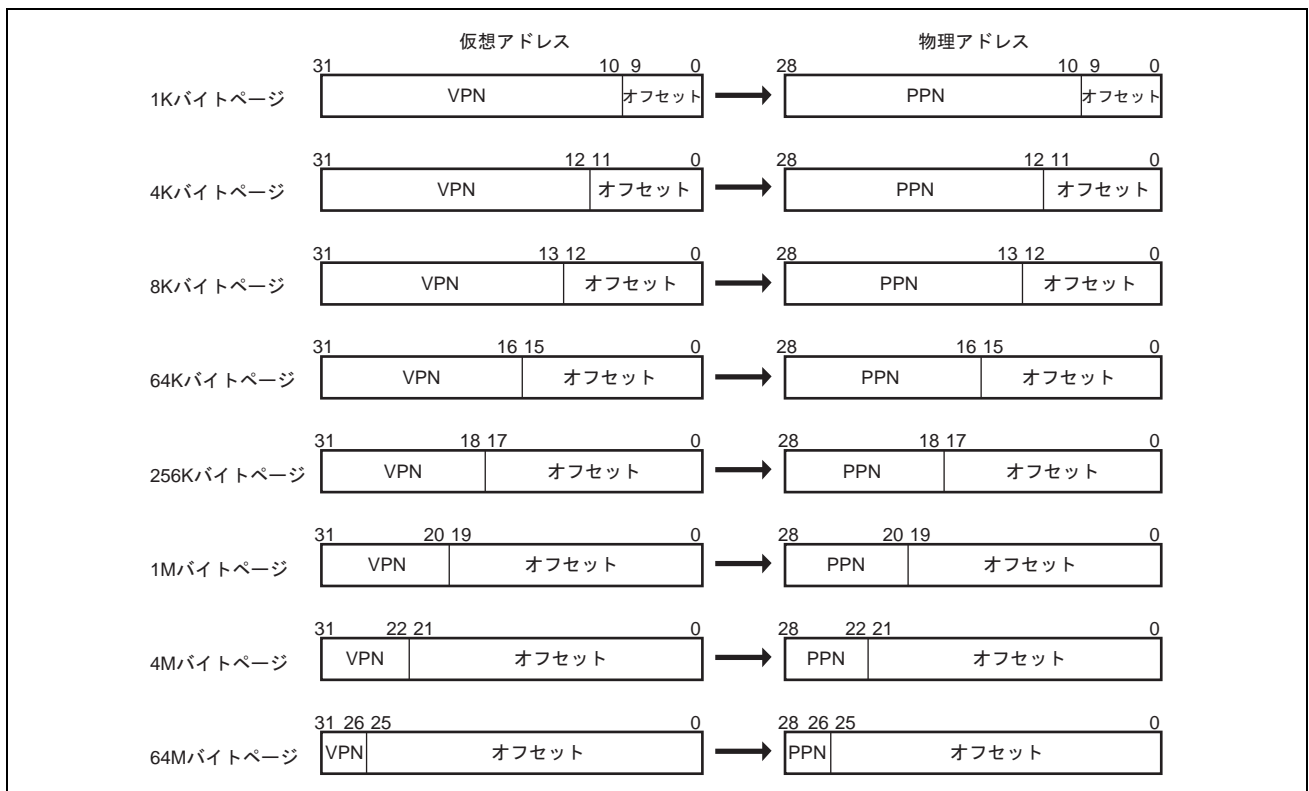 仮想アドレス 物理アドレス
31 10 9 0 28 10 9 0
1Kバイトページ VPN オフセット PPN オフセット
31 12 11 0 28 12 11 0
4Kバイトページ VPN オフセット PPN オフセット
31 13 12 0 28 13 12 0
8Kバイトページ VPN オフセット PPN オフセット
31 16 15 0 28 16 15 0
64Kバイトページ VPN オフセット PPN オフセット
31 18 17 0 28 18 17 0
256Kバイトページ VPN オフセット PPN オフセット
31 20 19 0 28 20 19 0
1Mバイトページ VPN オフセット PPN オフセット
31 22 21 0 28 22 21 0
4Mバイトページ VPN オフセット PPN オフセット
31 26 25 0 28 26 25 0
64Mバイトページ VPN オフセット PPN オフセット